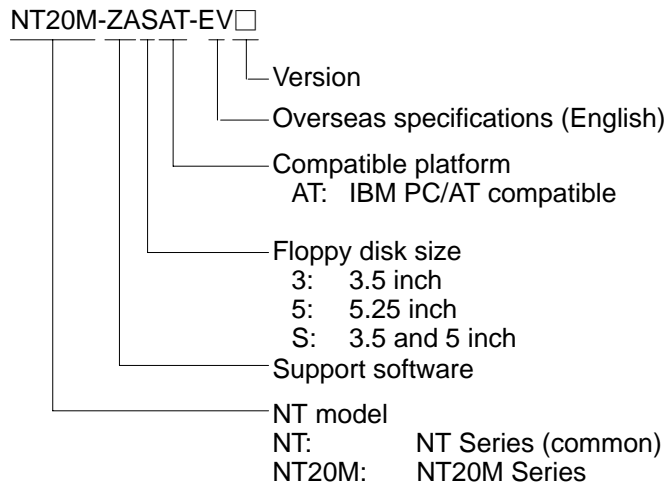 NT20M-ZASAT-EV□
Version
Overseas specifications (English)
Compatible platform
AT: IBM PC/AT compatible
Floppy disk size
3: 3.5 inch
5: 5.25 inch
S: 3.5 and 5 inch
Support software
NT model
NT: NT Series (common)
NT20M: NT20M Series